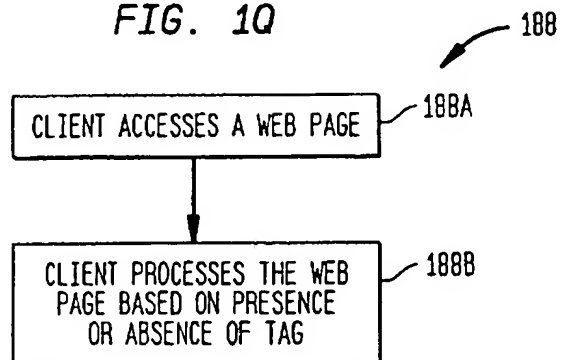 FIG. 1Q
188
CLIENT ACCESSES A WEB PAGE
188A
CLIENT PROCESSES THE WEB
PAGE BASED ON PRESENCE
OR ABSENCE OF TAG
188B